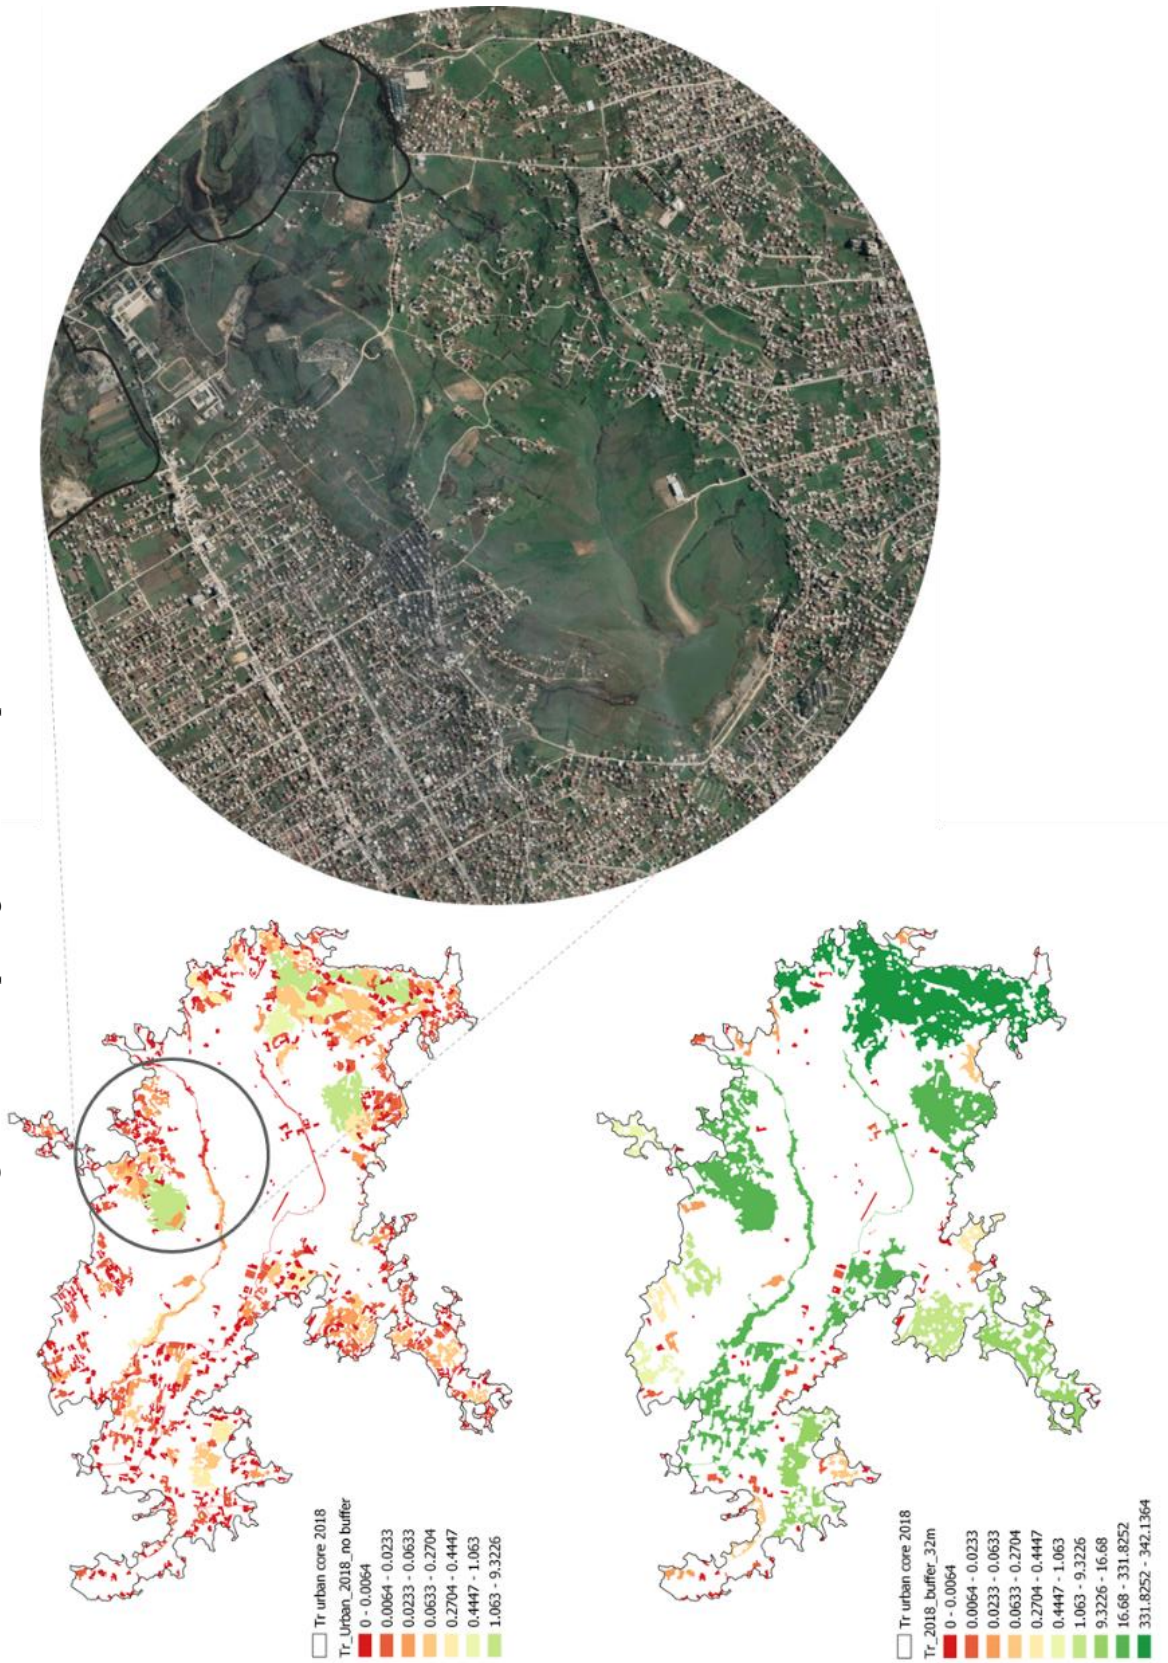 Tr urban core 2018
Tr_Urban_2018_no buffer
0 - 0.0064
0.0064 - 0.0233
0.0233 - 0.0633
0.0633 - 0.2704
0.2704 - 0.4447
0.4447 - 1.063
1.063 - 9.3226
Tr urban core 2018
Tr_2018_buffer_32m
0 - 0.0064
0.0064 - 0.0233
0.0233 - 0.0633
0.0633 - 0.2704
0.2704 - 0.4447
0.4447 - 1.063
1.063 - 9.3226
9.3226 - 16.68
16.68 - 331.8252
331.8252 - 342.1364